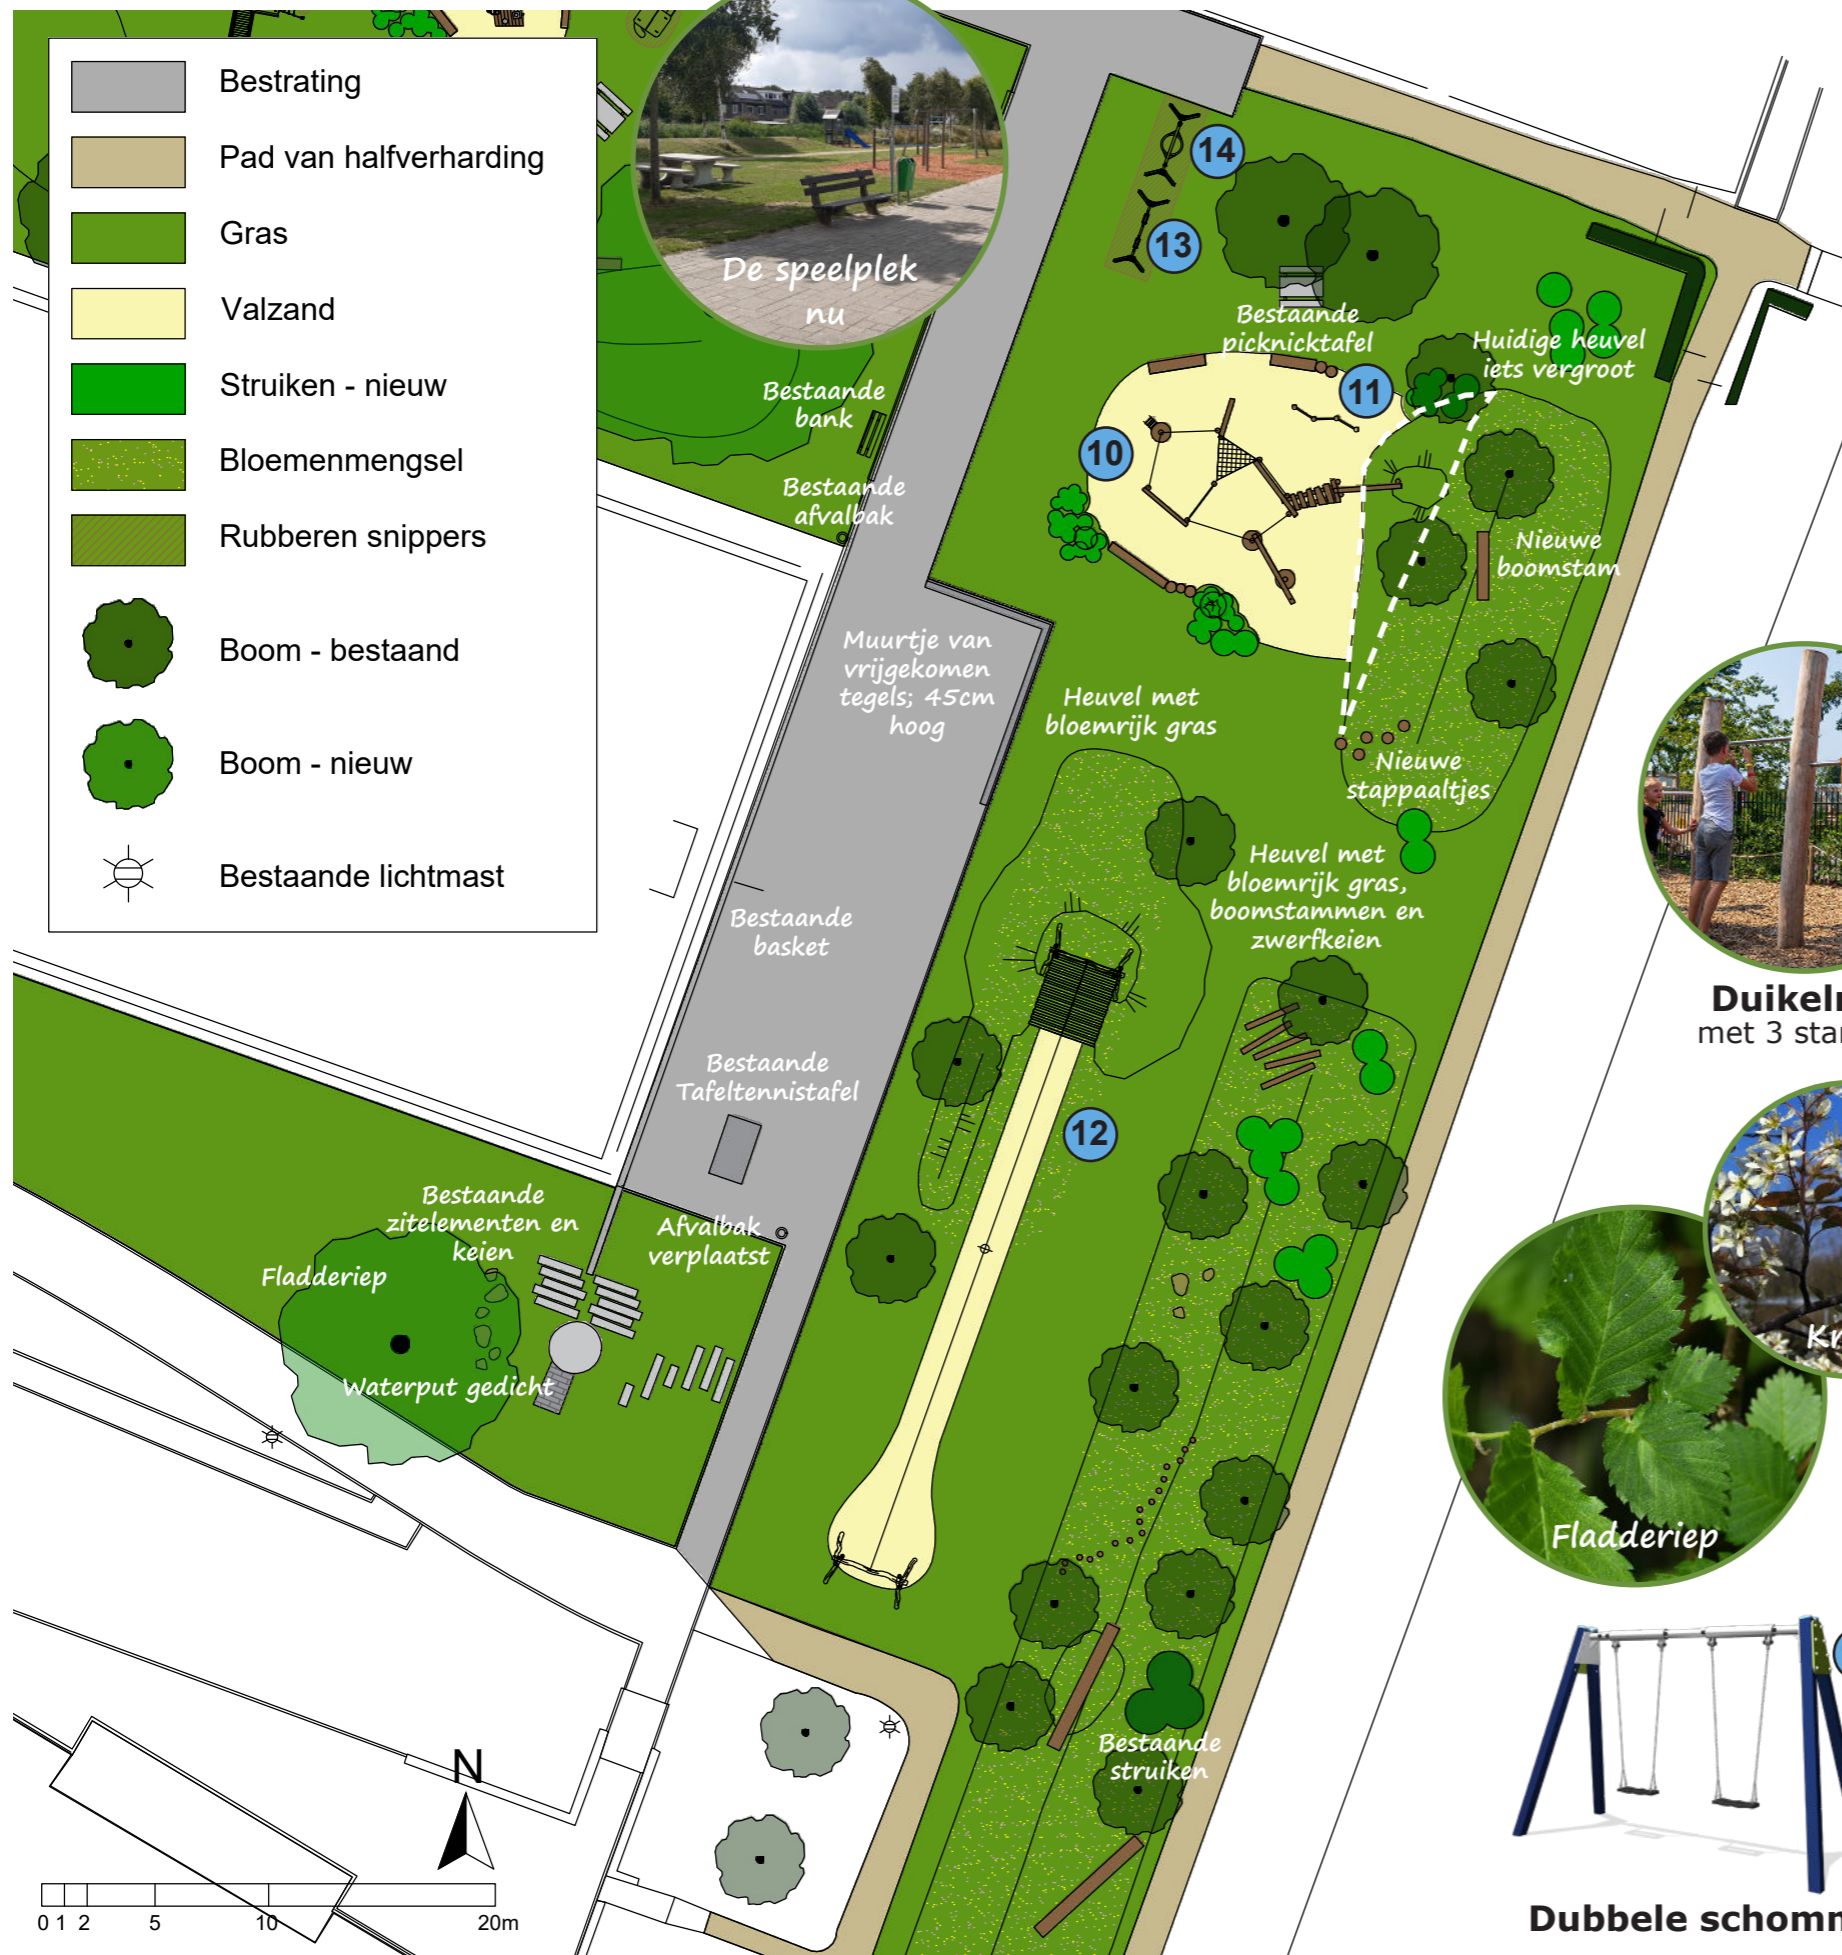 Bestrating
Pad van halfverharding
Gras
Valzand
Struiken - nieuw
Bloemenmengsel
Rubberen snippers
Boom - bestaand
Boom - nieuw
Bestaande lichtmast
De speelplek
nu
14
13
Bestaande
picknicktafel
Huidige heuvel
iets vergroot
11
10
Bestaande
bank
Bestaande
afvalbak
Nieuwe
boomstam
Muurtje van
vrijgekomen
tegels; 45cm
hoog
Heuvel met
bloemrijk gras
Nieuwe
stappaaltjes
Heuvel met
bloemrijk gras,
boomstammen en
zwerfkeien
Bestaande
basket
Bestaande
Tafeltennistafel
12
Bestaande
zitelementen en
keien
Afvalbak
verplaatst
Fladderiep
Waterput gedicht
Bestaande
struiken
met 3 star
Fladderiep
Dubbele
N
0 1 2 5 10 20m